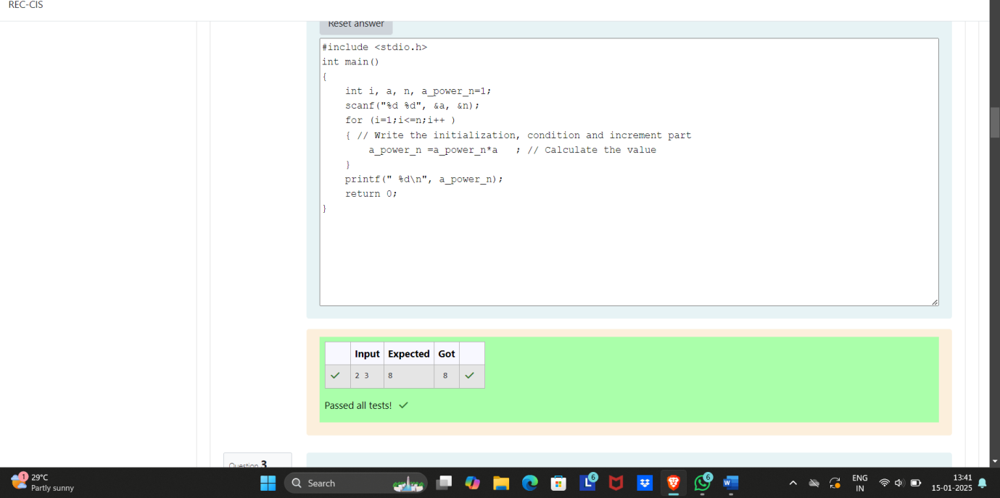 REC-CIS
Reset answer
#include <stdio.h>
int main()
{
    int i, a, n, a_power_n=1;
    scanf("%d %d", &a, &n);
    for (i=1;i<=n;i++ )
    { // Write the initialization, condition and increment part
        a_power_n =a_power_n*a   ; // Calculate the value
    }
    printf(" %d\n", a_power_n);
    return 0;
}
Input Expected Got
2 3 8 8
Passed all tests!
Question 3
1
29°C
Partly sunny
Search
L 6
6
W
ENG
IN
13:41
15-01-2025